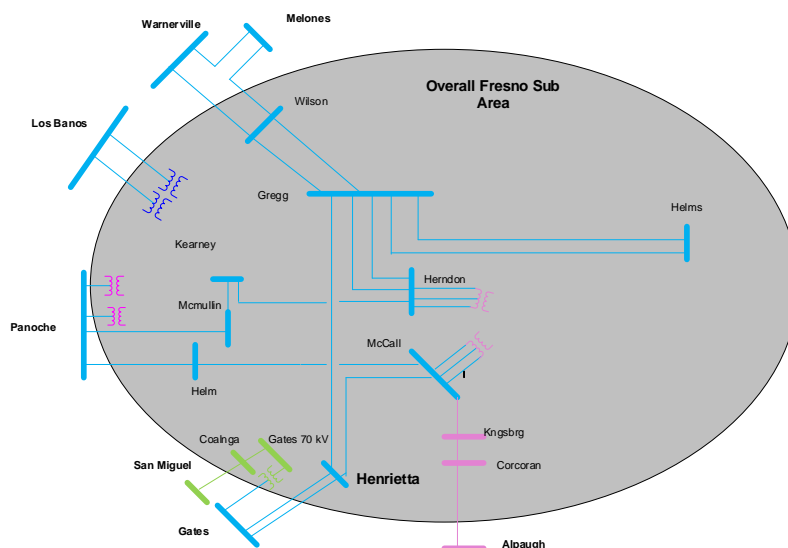 Melones
Warnerville
Overall Fresno Sub
Area
Wilson
Los Banos
Gregg
Helms
Kearney
Herndon
Mcmullin
Panoche
McCall
Helm
Kngsbrg
Coalnga
Gates 70 kV
San Miguel
Corcoran
Henrietta
Gates
Alpaugh